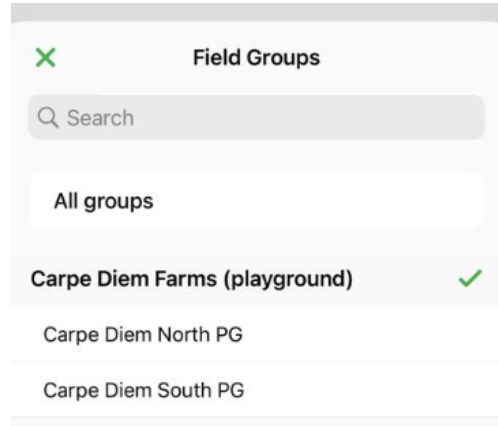 Field Groups
Search
All groups
Carpe Diem Farms (playground)
Carpe Diem North PG
Carpe Diem South PG